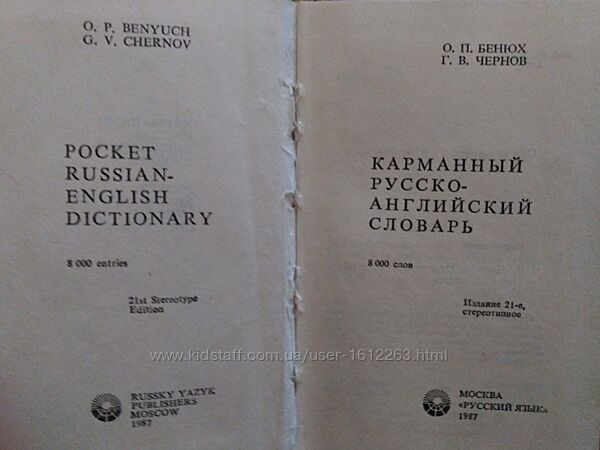 O. P. BENYUCH
G. V. CHERNOV
POCKET
RUSSIAN-
ENGLISH
DICTIONARY
8 000 entries
21st Stereotype
Edition
RUSSKY YAZYK
PUBLISHERS
MOSCOW
1987
О. П. БЕНЮХ
Г. В. ЧЕРНОВ
КАРМАННЫЙ
РУССКО-
АНГЛИЙСКИЙ
СЛОВАРЬ
8 000 слов
Издание 21-е,
стереотипное
МОСКВА
«РУССКИЙ ЯЗЫК»
1987
www.kidstaff.com.ua/user-1612263.html